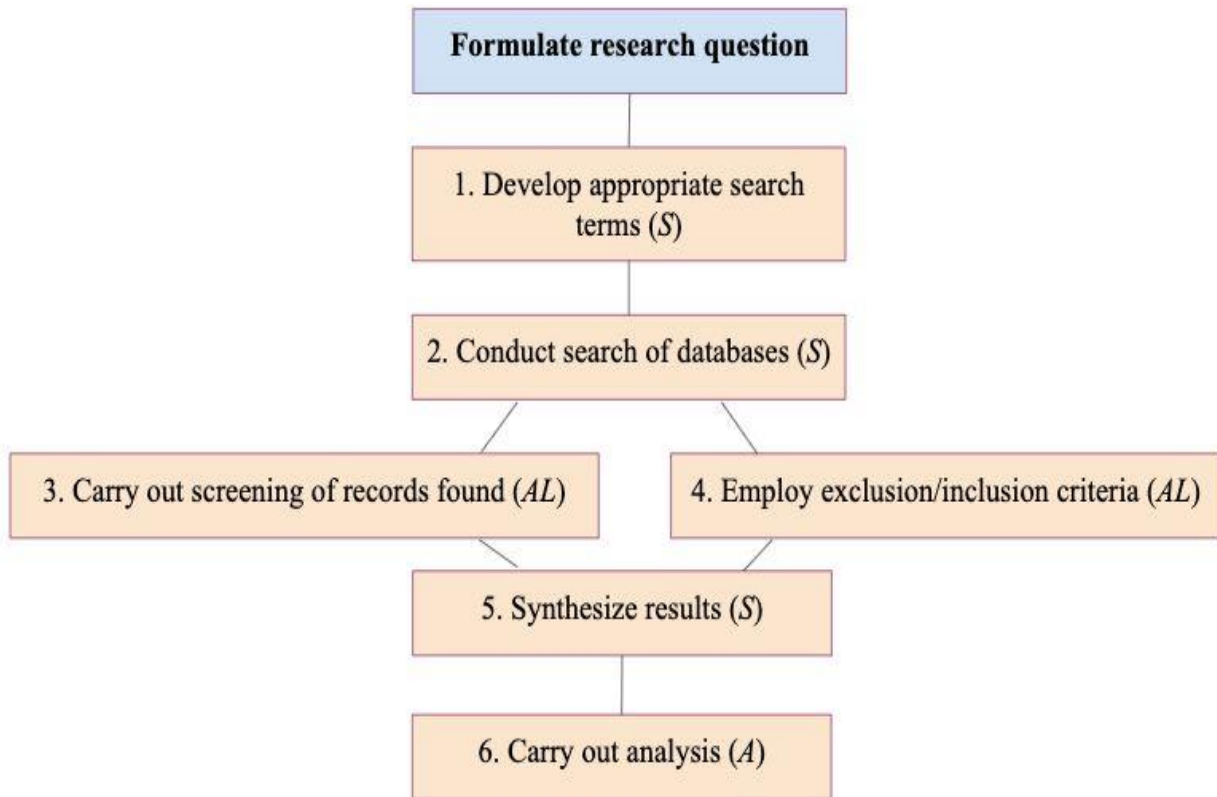 Formulate research question
1. Develop appropriate search
terms (S)
2. Conduct search of databases (S)
3. Carry out screening of records found (AL)
4. Employ exclusion/inclusion criteria (AL)
5. Synthesize results (S)
6. Carry out analysis (A)